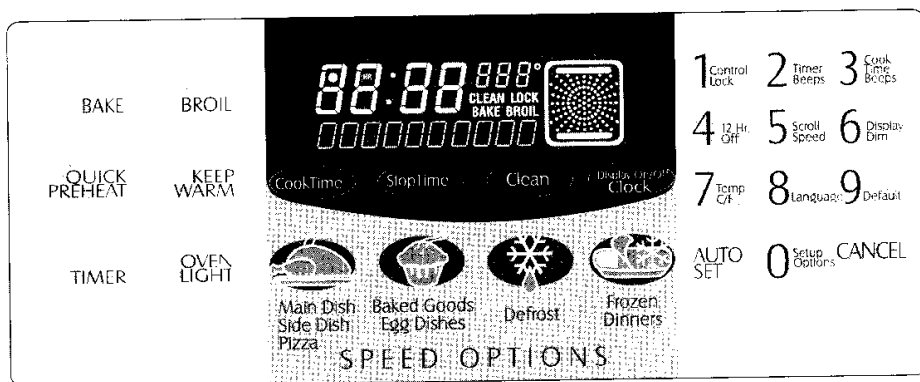 BAKE
BROIL
QUICK
PREHEAT
KEEP
WARM
TIMER
OVEN
LIGHT
88:88
HR
888°
CLEAN LOCK
BAKE BROIL
CookTime
StopTime
Clean
Display On/Off
Clock
Main Dish
Side Dish
Pizza
Baked Goods
Egg Dishes
Defrost
Frozen
Dinners
SPEED OPTIONS
1 Control
Lock
2 Timer
Beeps
3 Cook
Time
Beeps
4 12 Hr.
Off
5 Scroll
Speed
6 Display
Dim
7 Temp
C/F
8 Language
9 Default
AUTO
SET
0 Setup
Options
CANCEL